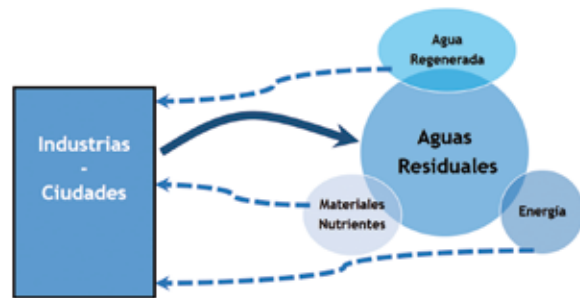 Industrias
-
Ciudades
Agua
Regenerada
Aguas
Residuales
Materiales
Nutrientes
Energía